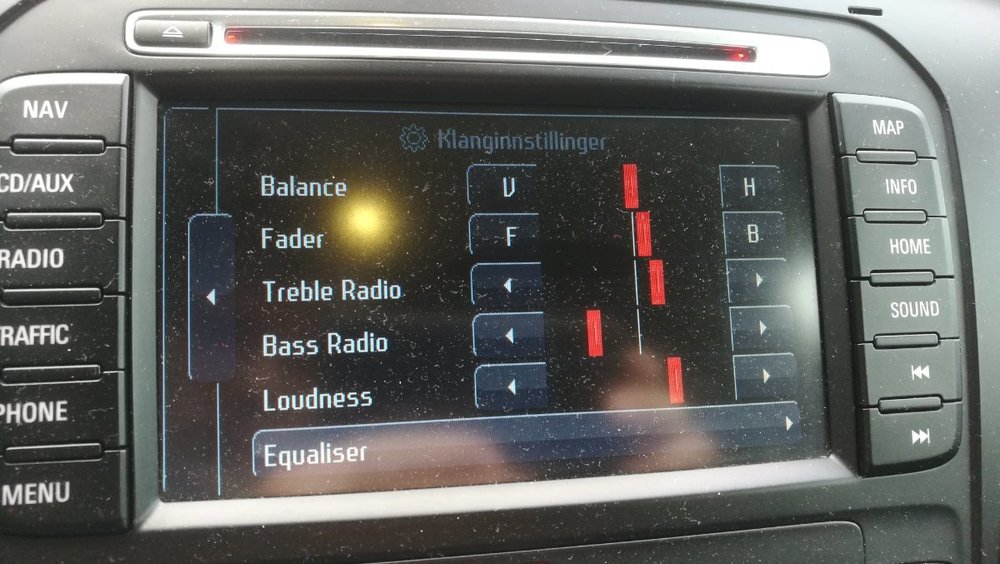 NAV
CD/AUX
RADIO
TRAFFIC
PHONE
MENU
Klanginnstillinger
Balance V H
Fader F B
Treble Radio
Bass Radio
Loudness
Equaliser
MAP
INFO
HOME
SOUND